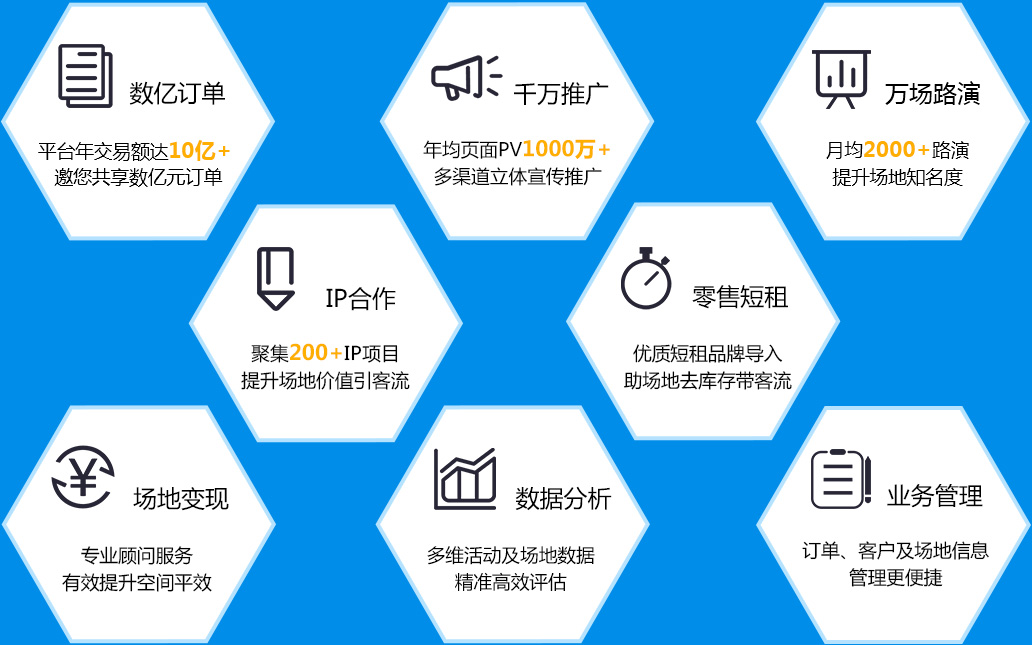 数亿订单
平台年交易额达10亿+
邀您共享数亿元订单
千万推广
年均页面PV1000万+
多渠道立体宣传推广
万场路演
月均2000+路演
提升场地知名度
IP合作
聚集200+IP项目
提升场地价值引客流
零售短租
优质短租品牌导入
助场地去库存带客流
场地变现
专业顾问服务
有效提升空间平效
数据分析
多维活动及场地数据
精准高效评估
业务管理
订单、客户及场地信息
管理更便捷